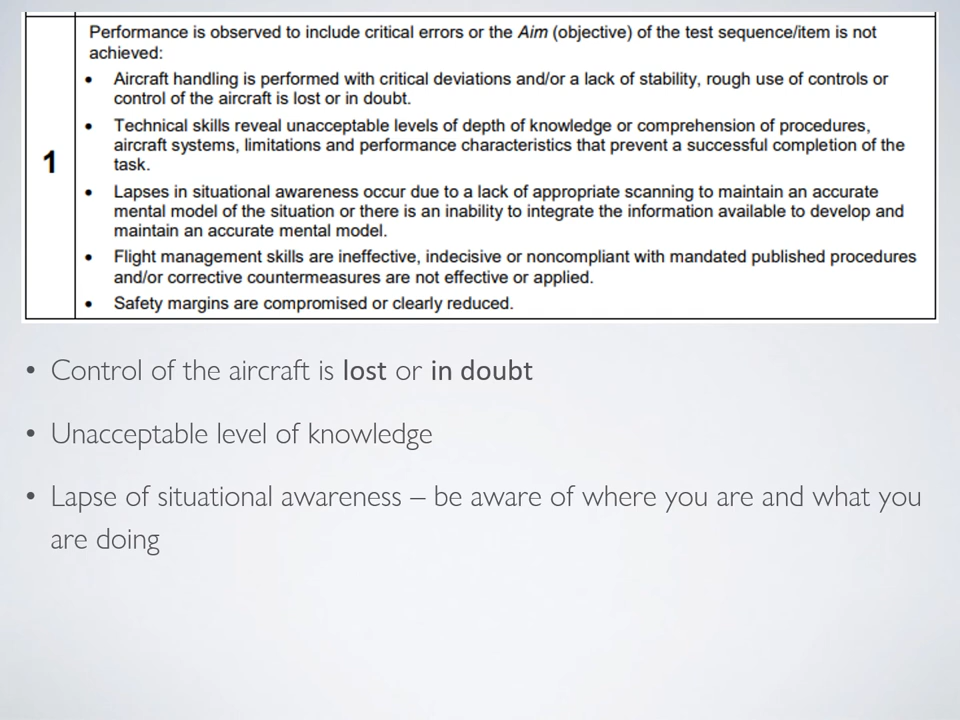 Performance is observed to include critical errors or the Aim (objective) of the test sequence/item is not
achieved:
• Aircraft handling is performed with critical deviations and/or a lack of stability, rough use of controls or
control of the aircraft is lost or in doubt.
• Technical skills reveal unacceptable levels of depth of knowledge or comprehension of procedures,
aircraft systems, limitations and performance characteristics that prevent a successful completion of the
task.
1
• Lapses in situational awareness occur due to a lack of appropriate scanning to maintain an accurate
mental model of the situation or there is an inability to integrate the information available to develop and
maintain an accurate mental model.
• Flight management skills are ineffective, indecisive or noncompliant with mandated published procedures
and/or corrective countermeasures are not effective or applied.
• Safety margins are compromised or clearly reduced.
• Control of the aircraft is lost or in doubt
• Unacceptable level of knowledge
• Lapse of situational awareness – be aware of where you are and what you
are doing